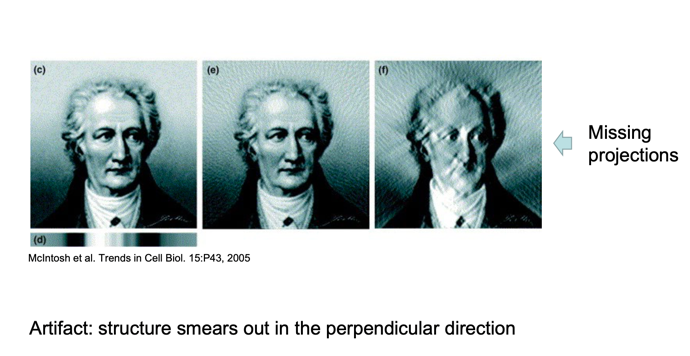 (c)
(e)
(f)
Missing
projections
(d)
McIntosh et al. Trends in Cell Biol. 15:P43, 2005
Artifact: structure smears out in the perpendicular direction